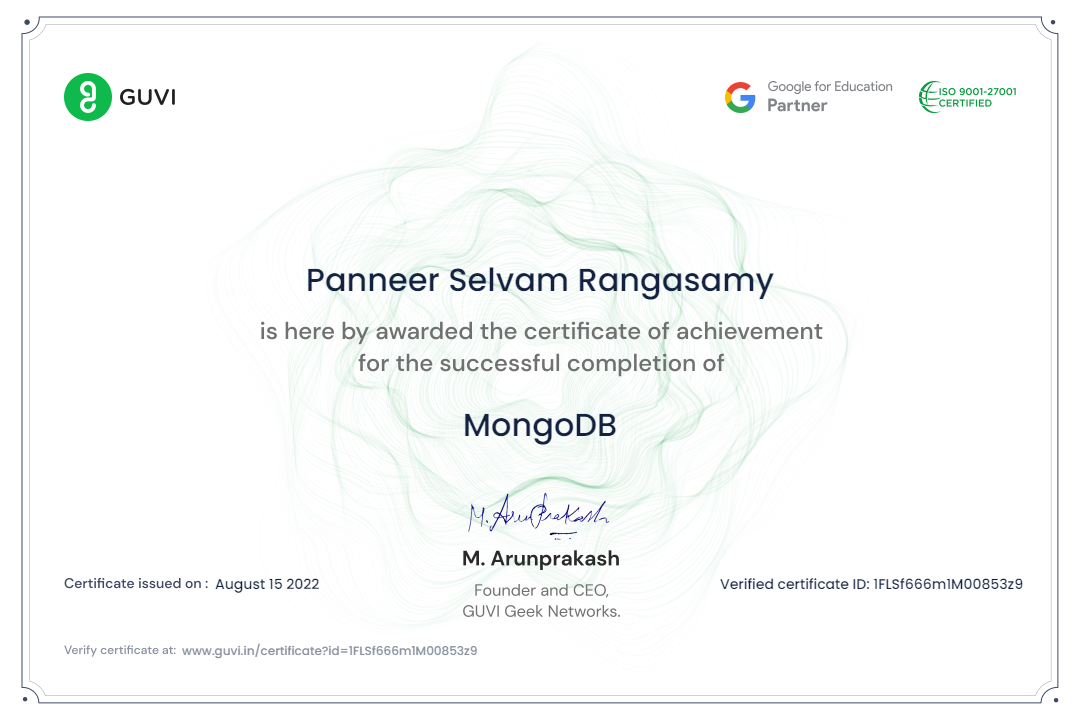 GUVI
Google for Education
Partner
ISO 9001-27001
CERTIFIED
Panneer Selvam Rangasamy
is here by awarded the certificate of achievement
for the successful completion of
MongoDB
M. ArunPrakash
M. Arunprakash
Founder and CEO,
GUVI Geek Networks.
Certificate issued on : August 15 2022
Verified certificate ID: 1FLSf666m1M00853z9
Verify certificate at: www.guvi.in/certificate?id=1FLSf666m1M00853z9